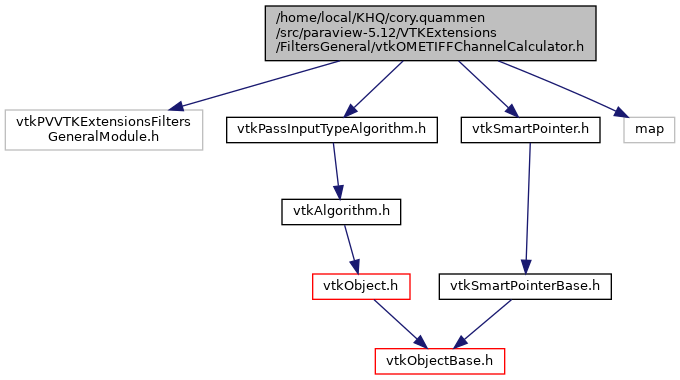 /home/local/KHQ/cory.quammen
/src/paraview-5.12/VTKExtensions
/FiltersGeneral/vtkOMETIFFChannelCalculator.h
vtkPVVTKExtensionsFilters
GeneralModule.h
vtkPassInputTypeAlgorithm.h
vtkSmartPointer.h
map
vtkAlgorithm.h
vtkObject.h
vtkSmartPointerBase.h
vtkObjectBase.h